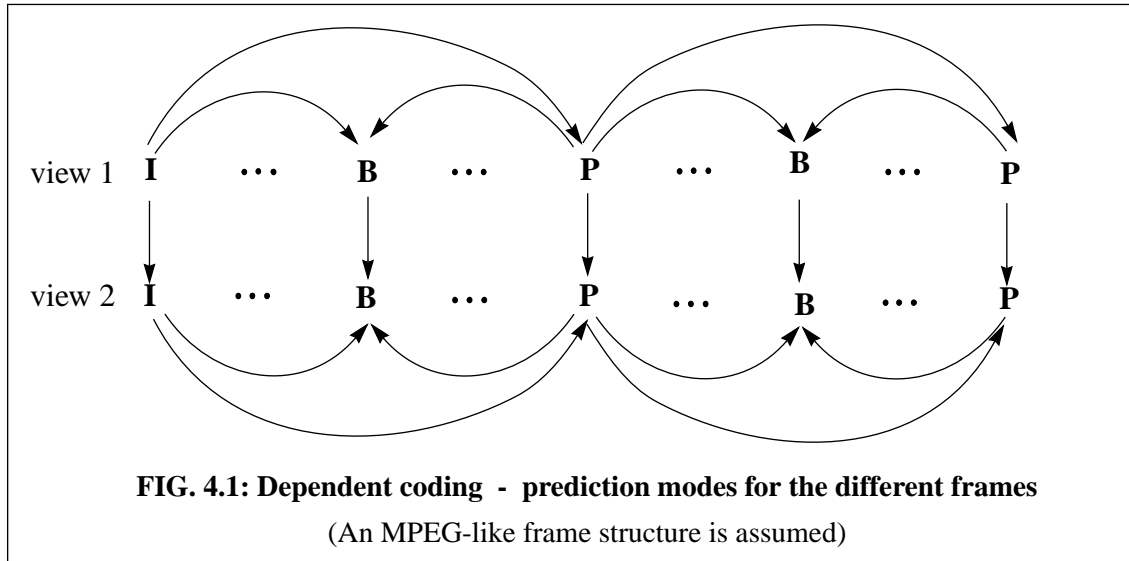 view 1 I ••• B ••• P ••• B ••• P
view 2 I ••• B ••• P ••• B ••• P
FIG. 4.1: Dependent coding - prediction modes for the different frames
(An MPEG-like frame structure is assumed)